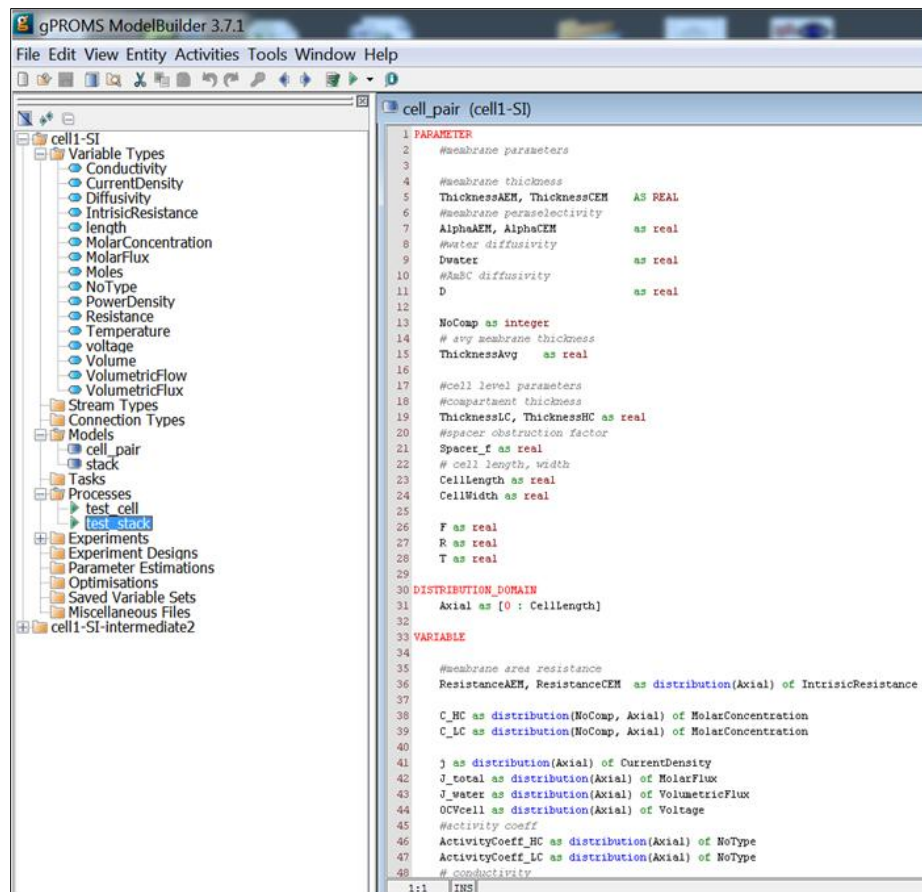 gPROMS ModelBuilder 3.7.1
File Edit View Entity Activities Tools Window Help
cell1-SI
Variable Types
Conductivity
CurrentDensity
Diffusivity
IntrisicResistance
length
MolarConcentration
MolarFlux
Moles
NoType
PowerDensity
Resistance
Temperature
voltage
Volume
VolumetricFlow
VolumetricFlux
Stream Types
Connection Types
Models
cell_pair
stack
Tasks
Processes
test_cell
test_stack
Experiments
Experiment Designs
Parameter Estimations
Optimisations
Saved Variable Sets
Miscellaneous Files
cell1-SI-intermediate2
cell_pair (cell1-SI)
1 PARAMETER
2 #membrane parameters
3
4 #membrane thickness
5 ThicknessAEM, ThicknessCEM AS REAL
6 #membrane permselectivity
7 AlphaAEM, AlphaCEM as real
8 #water diffusivity
9 Dwater as real
10 #AmBC diffusivity
11 D as real
12
13 NoComp as integer
14 # avg membrane thickness
15 ThicknessAvg as real
16
17 #cell level parameters
18 #compartment thickness
19 ThicknessLC, ThicknessHC as real
20 #spacer obstruction factor
21 Spacer_f as real
22 # cell length, width
23 CellLength as real
24 CellWidth as real
25
26 F as real
27 R as real
28 T as real
29
30 DISTRIBUTION_DOMAIN
31 Axial as [0 : CellLength]
32
33 VARIABLE
34
35 #membrane area resistance
36 ResistanceAEM, ResistanceCEM as distribution(Axial) of IntrisicResistance
37
38 C_HC as distribution(NoComp, Axial) of MolarConcentration
39 C_LC as distribution(NoComp, Axial) of MolarConcentration
40
41 j as distribution(Axial) of CurrentDensity
42 J_total as distribution(Axial) of MolarFlux
43 J_water as distribution(Axial) of VolumetricFlux
44 OCVcell as distribution(Axial) of Voltage
45 #activity coeff
46 ActivityCoeff_HC as distribution(Axial) of NoType
47 ActivityCoeff_LC as distribution(Axial) of NoType
48 # conductivity
1:1 INS